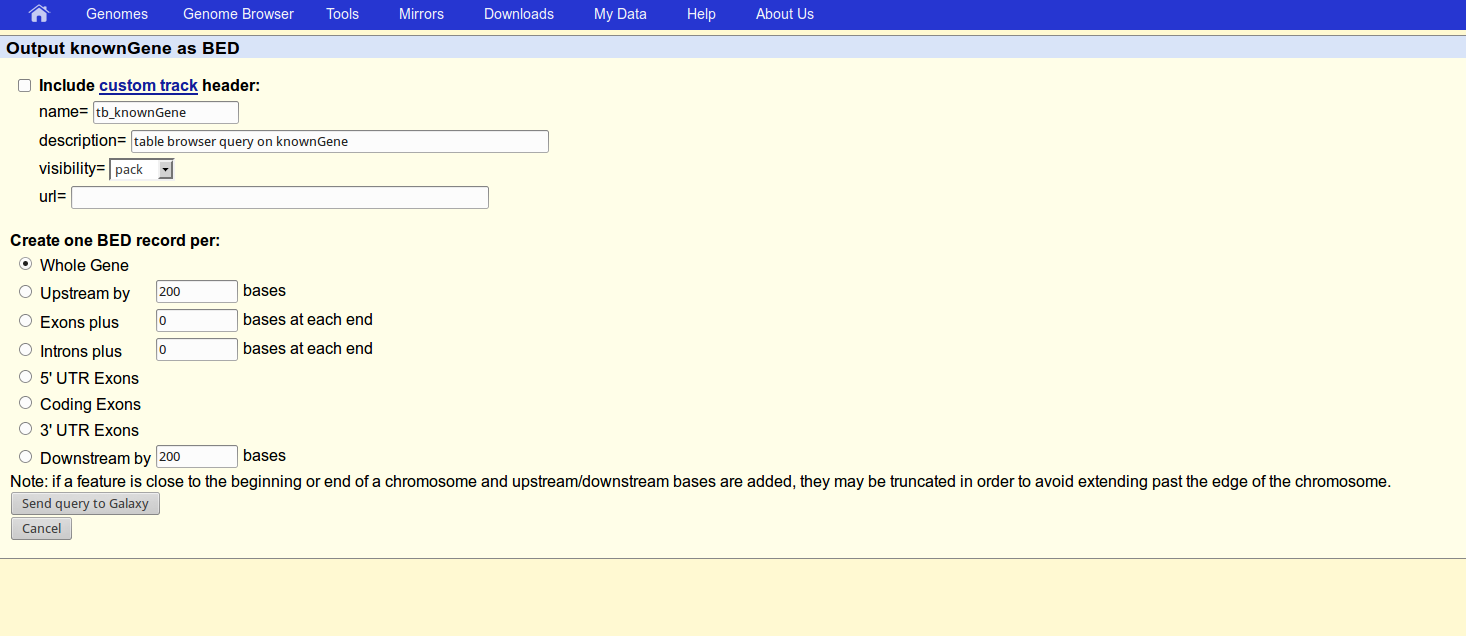 Genomes Genome Browser Tools Mirrors Downloads My Data Help About Us
Output knownGene as BED
Include custom track header:
name= tb_knownGene
description= table browser query on knownGene
visibility= pack
url=
Create one BED record per:
Whole Gene
Upstream by 200 bases
Exons plus 0 bases at each end
Introns plus 0 bases at each end
5' UTR Exons
Coding Exons
3' UTR Exons
Downstream by 200 bases
Note: if a feature is close to the beginning or end of a chromosome and upstream/downstream bases are added, they may be truncated in order to avoid extending past the edge of the chromosome.
Send query to Galaxy
Cancel